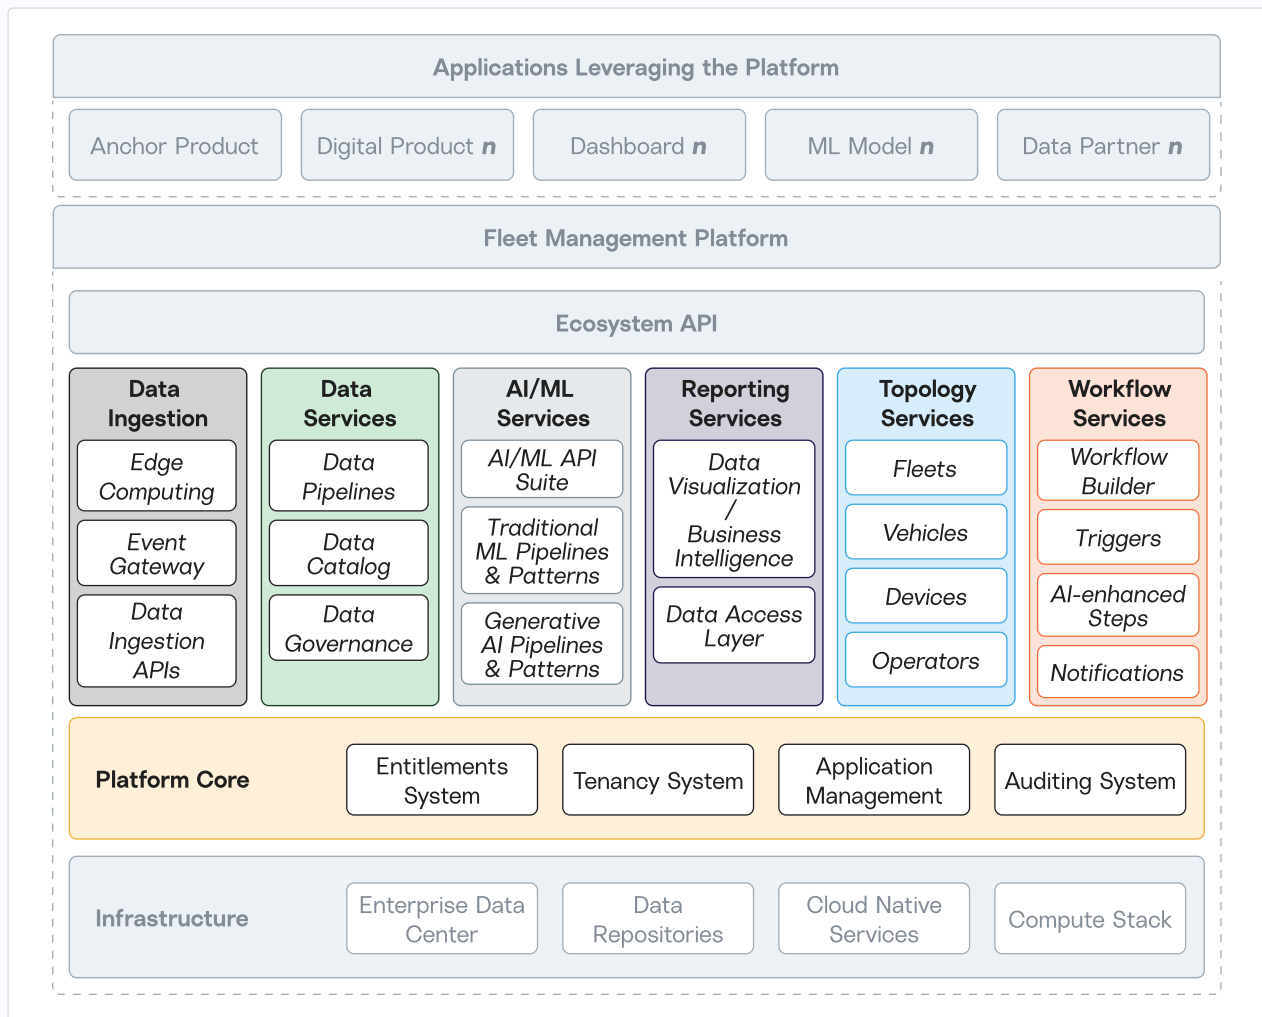 Applications Leveraging the Platform
Anchor Product
Digital Product n
Dashboard n
ML Model n
Data Partner n
Fleet Management Platform
Ecosystem API
Data
Ingestion
Edge
Computing
Event
Gateway
Data
Ingestion
APIs
Data
Services
Data
Pipelines
Data
Catalog
Data
Governance
AI/ML
Services
AI/ML API
Suite
Traditional
ML Pipelines
& Patterns
Generative
AI Pipelines
& Patterns
Reporting
Services
Data
Visualization
/
Business
Intelligence
Data Access
Layer
Topology
Services
Fleets
Vehicles
Devices
Operators
Workflow
Services
Workflow
Builder
Triggers
AI-enhanced
Steps
Notifications
Platform Core
Entitlements
System
Tenancy System
Application
Management
Auditing System
Infrastructure
Enterprise Data
Center
Data
Repositories
Cloud Native
Services
Compute Stack